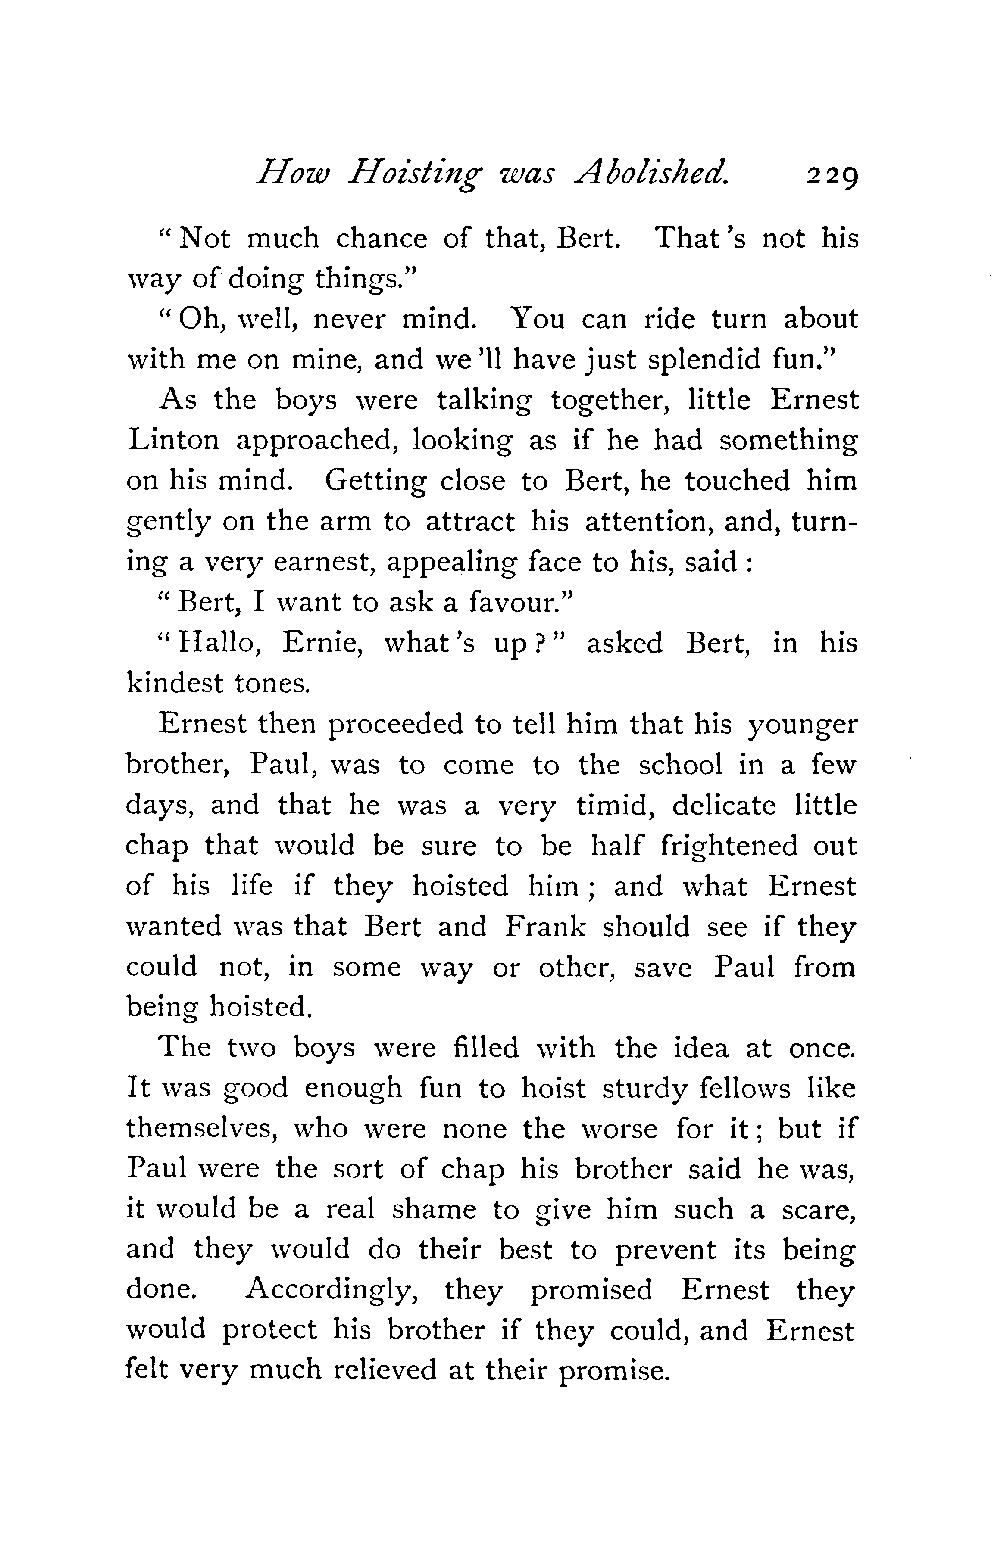 How Hoisting was Abolished. 229
" Not much chance of that, Bert. That 's not his
way of doing things."
" Oh, well, never mind. You can ride turn about
with me on mine, and we 'll have just splendid fun."
As the boys were talking together, little Ernest
Linton approached, looking as if he had something
on his mind. Getting close to Bert, he touched him
gently on the arm to attract his attention, and, turn-
ing a very earnest, appealing face to his, said :
" Bert, I want to ask a favour."
" Hallo, Ernie, what 's up ? " asked Bert, in his
kindest tones.
Ernest then proceeded to tell him that his younger
brother, Paul, was to come to the school in a few
days, and that he was a very timid, delicate little
chap that would be sure to be half frightened out
of his life if they hoisted him ; and what Ernest
wanted was that Bert and Frank should see if they
could not, in some way or other, save Paul from
being hoisted.
The two boys were filled with the idea at once.
It was good enough fun to hoist sturdy fellows like
themselves, who were none the worse for it ; but if
Paul were the sort of chap his brother said he was,
it would be a real shame to give him such a scare,
and they would do their best to prevent its being
done. Accordingly, they promised Ernest they
would protect his brother if they could, and Ernest
felt very much relieved at their promise.